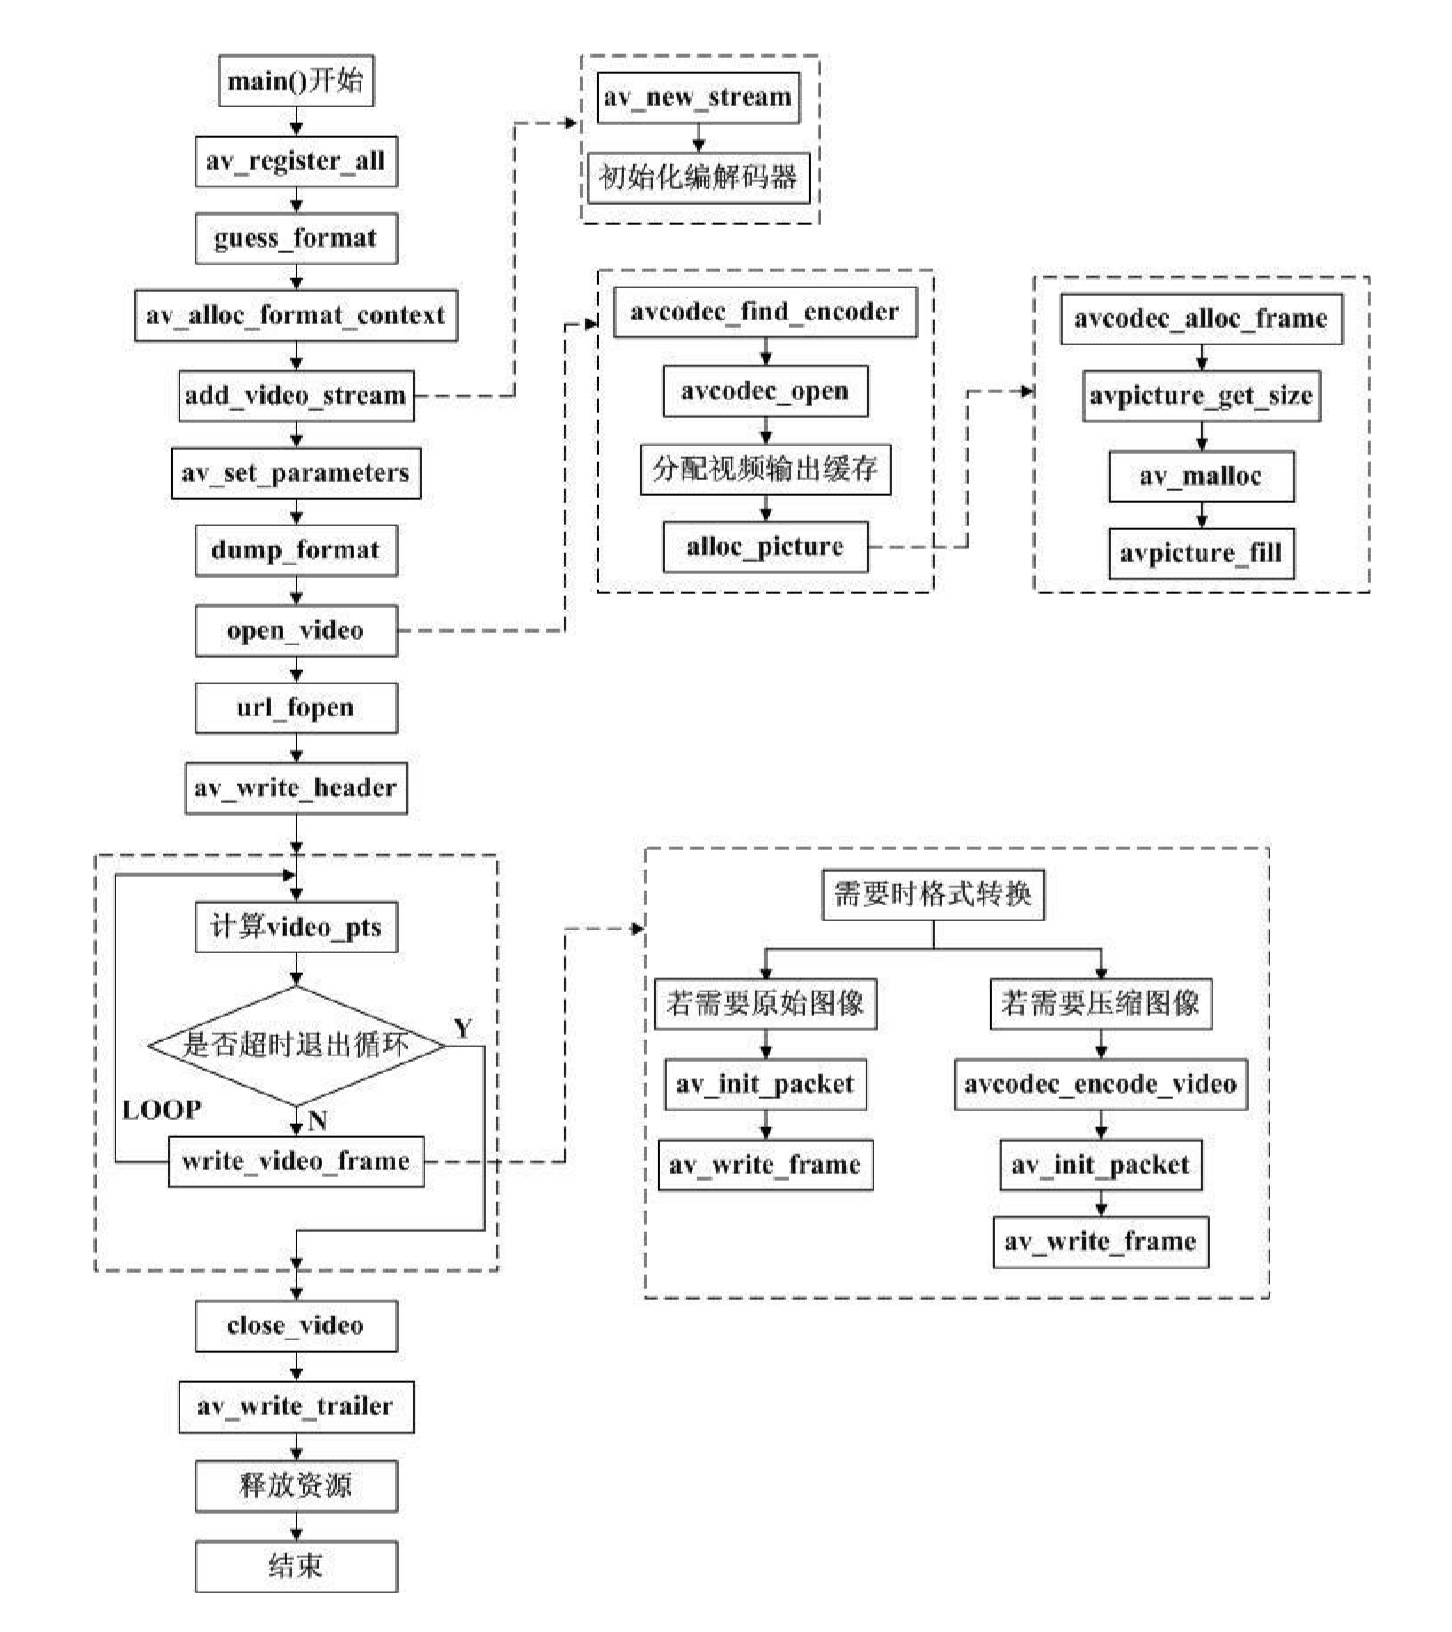 main()开始
av_register_all
guess_format
av_alloc_format_context
add_video_stream
av_set_parameters
dump_format
open_video
url_fopen
av_write_header
计算video_pts
是否超时退出循环
Y
LOOP
N
write_video_frame
close_video
av_write_trailer
释放资源
结束
av_new_stream
初始化编解码器
avcodec_find_encoder
avcodec_open
分配视频输出缓存
alloc_picture
avcodec_alloc_frame
avpicture_get_size
av_malloc
avpicture_fill
需要时格式转换
若需要原始图像
av_init_packet
av_write_frame
若需要压缩图像
avcodec_encode_video
av_init_packet
av_write_frame